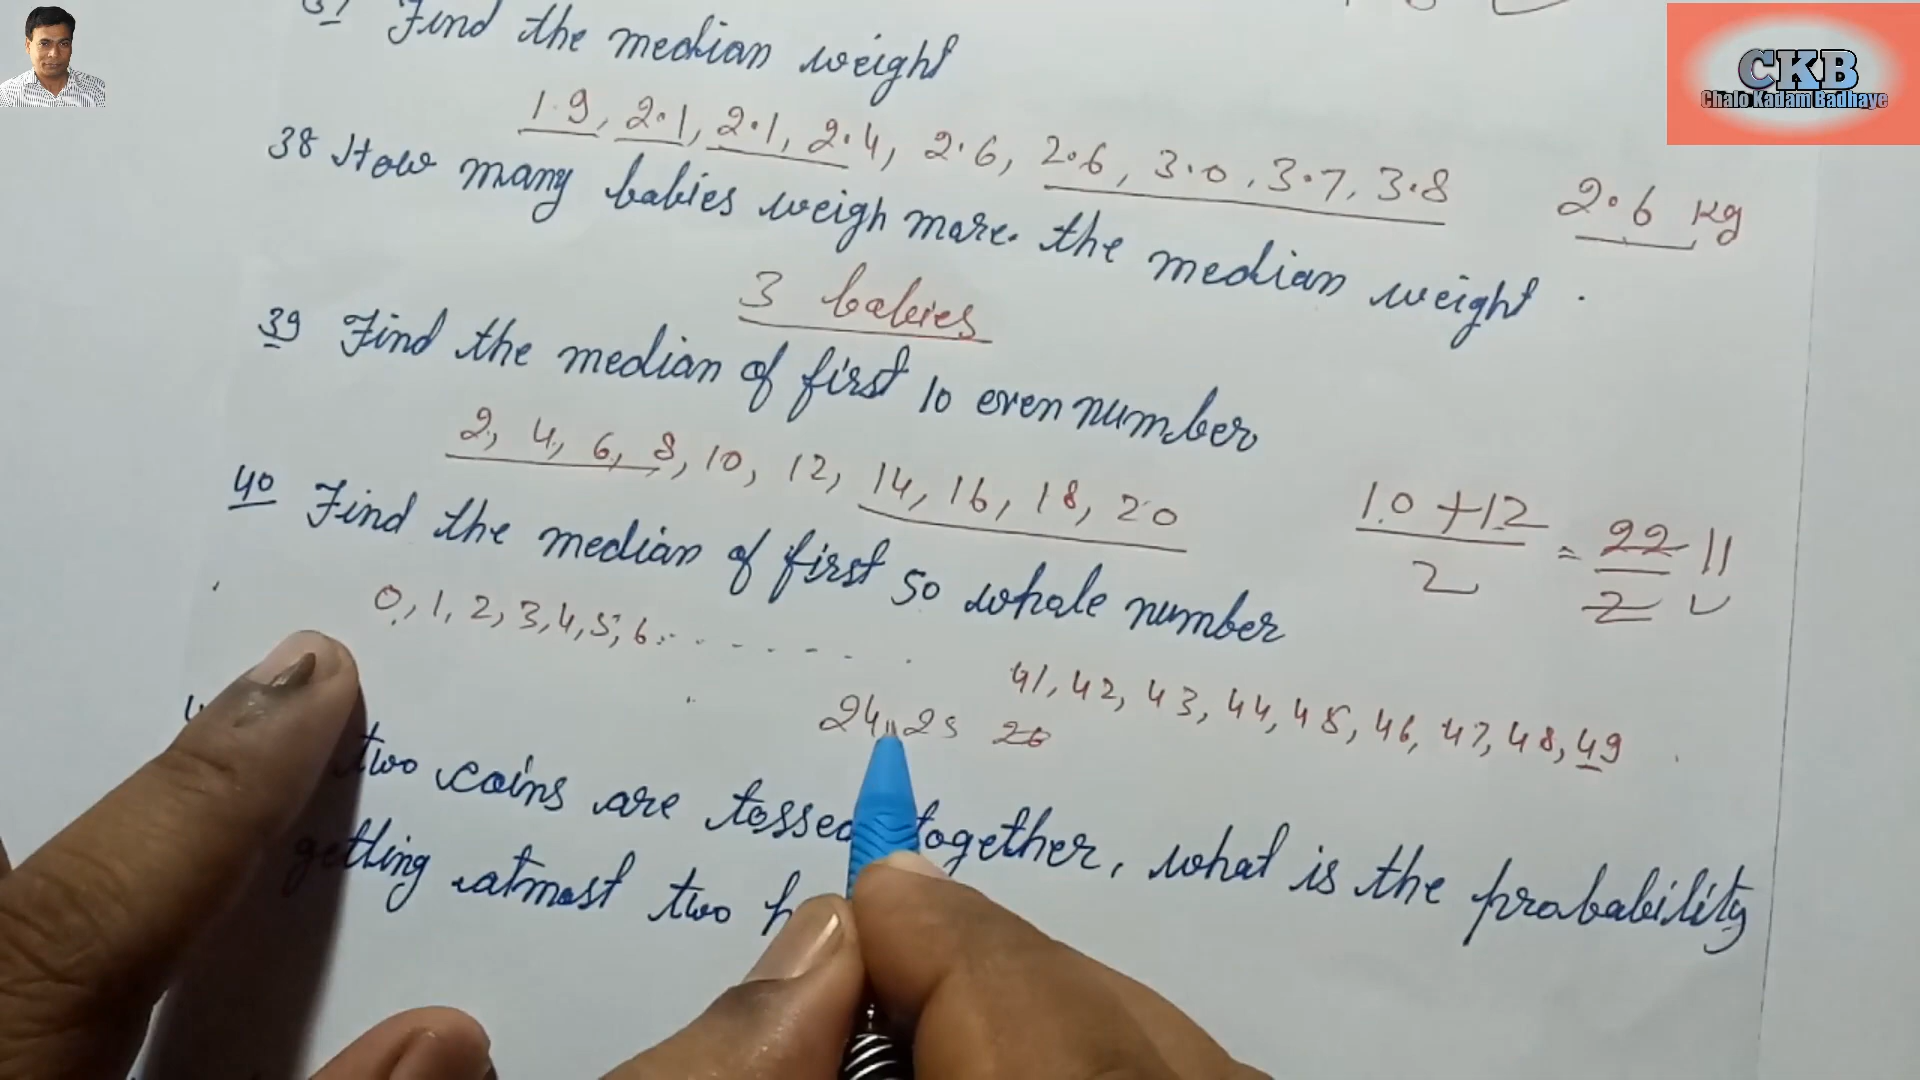 37 Find the median weight
1.9, 2.1, 2.1, 2.4, 2.6, 2.6, 3.0, 3.7, 3.8
2.6 Kg
38 How many babies weigh more. the median weight.
3 babies
39 Find the median of first 10 even number
2, 4, 6, 8, 10, 12, 14, 16, 18, 20
10 + 12 / 2 = 22 / 2 11
40 Find the median of first 50 whole number
0, 1, 2, 3, 4, 5, 6. . . . . . .
41, 42, 43, 44, 45, 46, 47, 48, 49
24, 25 26
two coins are tossed together, what is the probability
getting atmost two
CKB
Chalo Kadam Badhaye